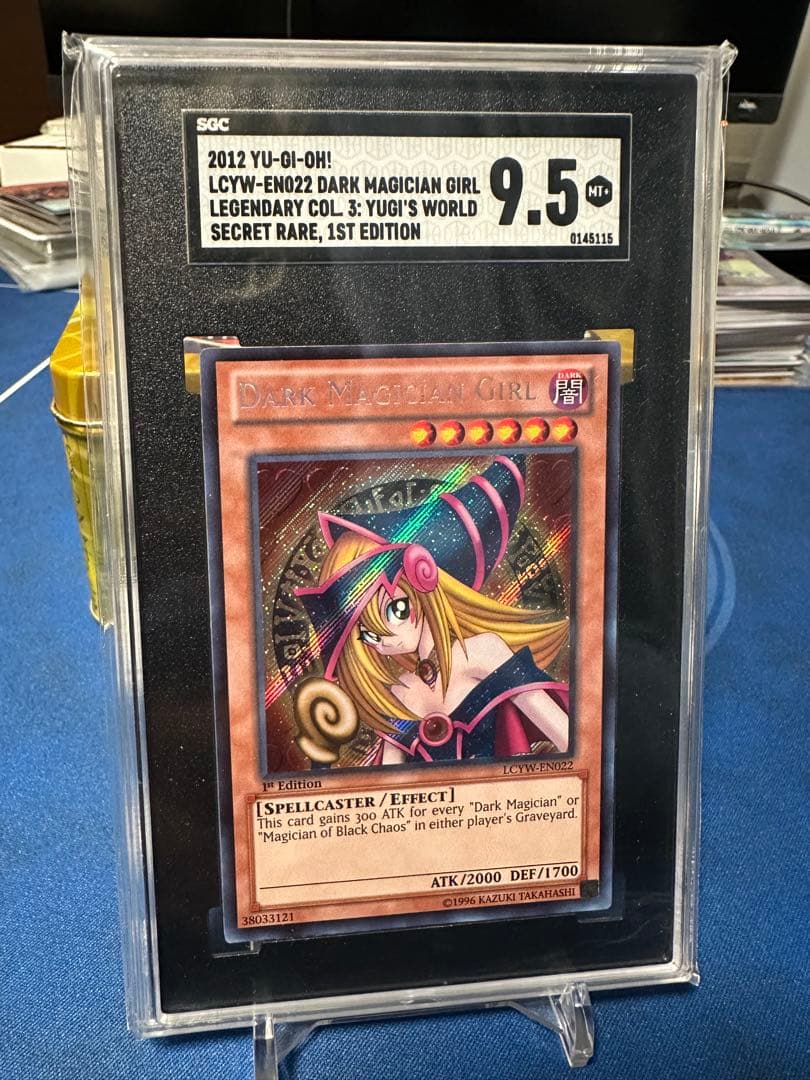 SGC
2012 YU-GI-OH!
LCYW-EN022 DARK MAGICIAN GIRL
LEGENDARY COL. 3: YUGI'S WORLD
SECRET RARE, 1ST EDITION
9.5
MT+
0145115
DARK MAGICIAN GIRL
DARK
闇
LCYW-EN022
1st Edition
[SPELLCASTER/EFFECT]
This card gains 300 ATK for every "Dark Magician" or
"Magician of Black Chaos" in either player's Graveyard.
ATK/2000 DEF/1700
38033121
©1996 KAZUKI TAKAHASHI